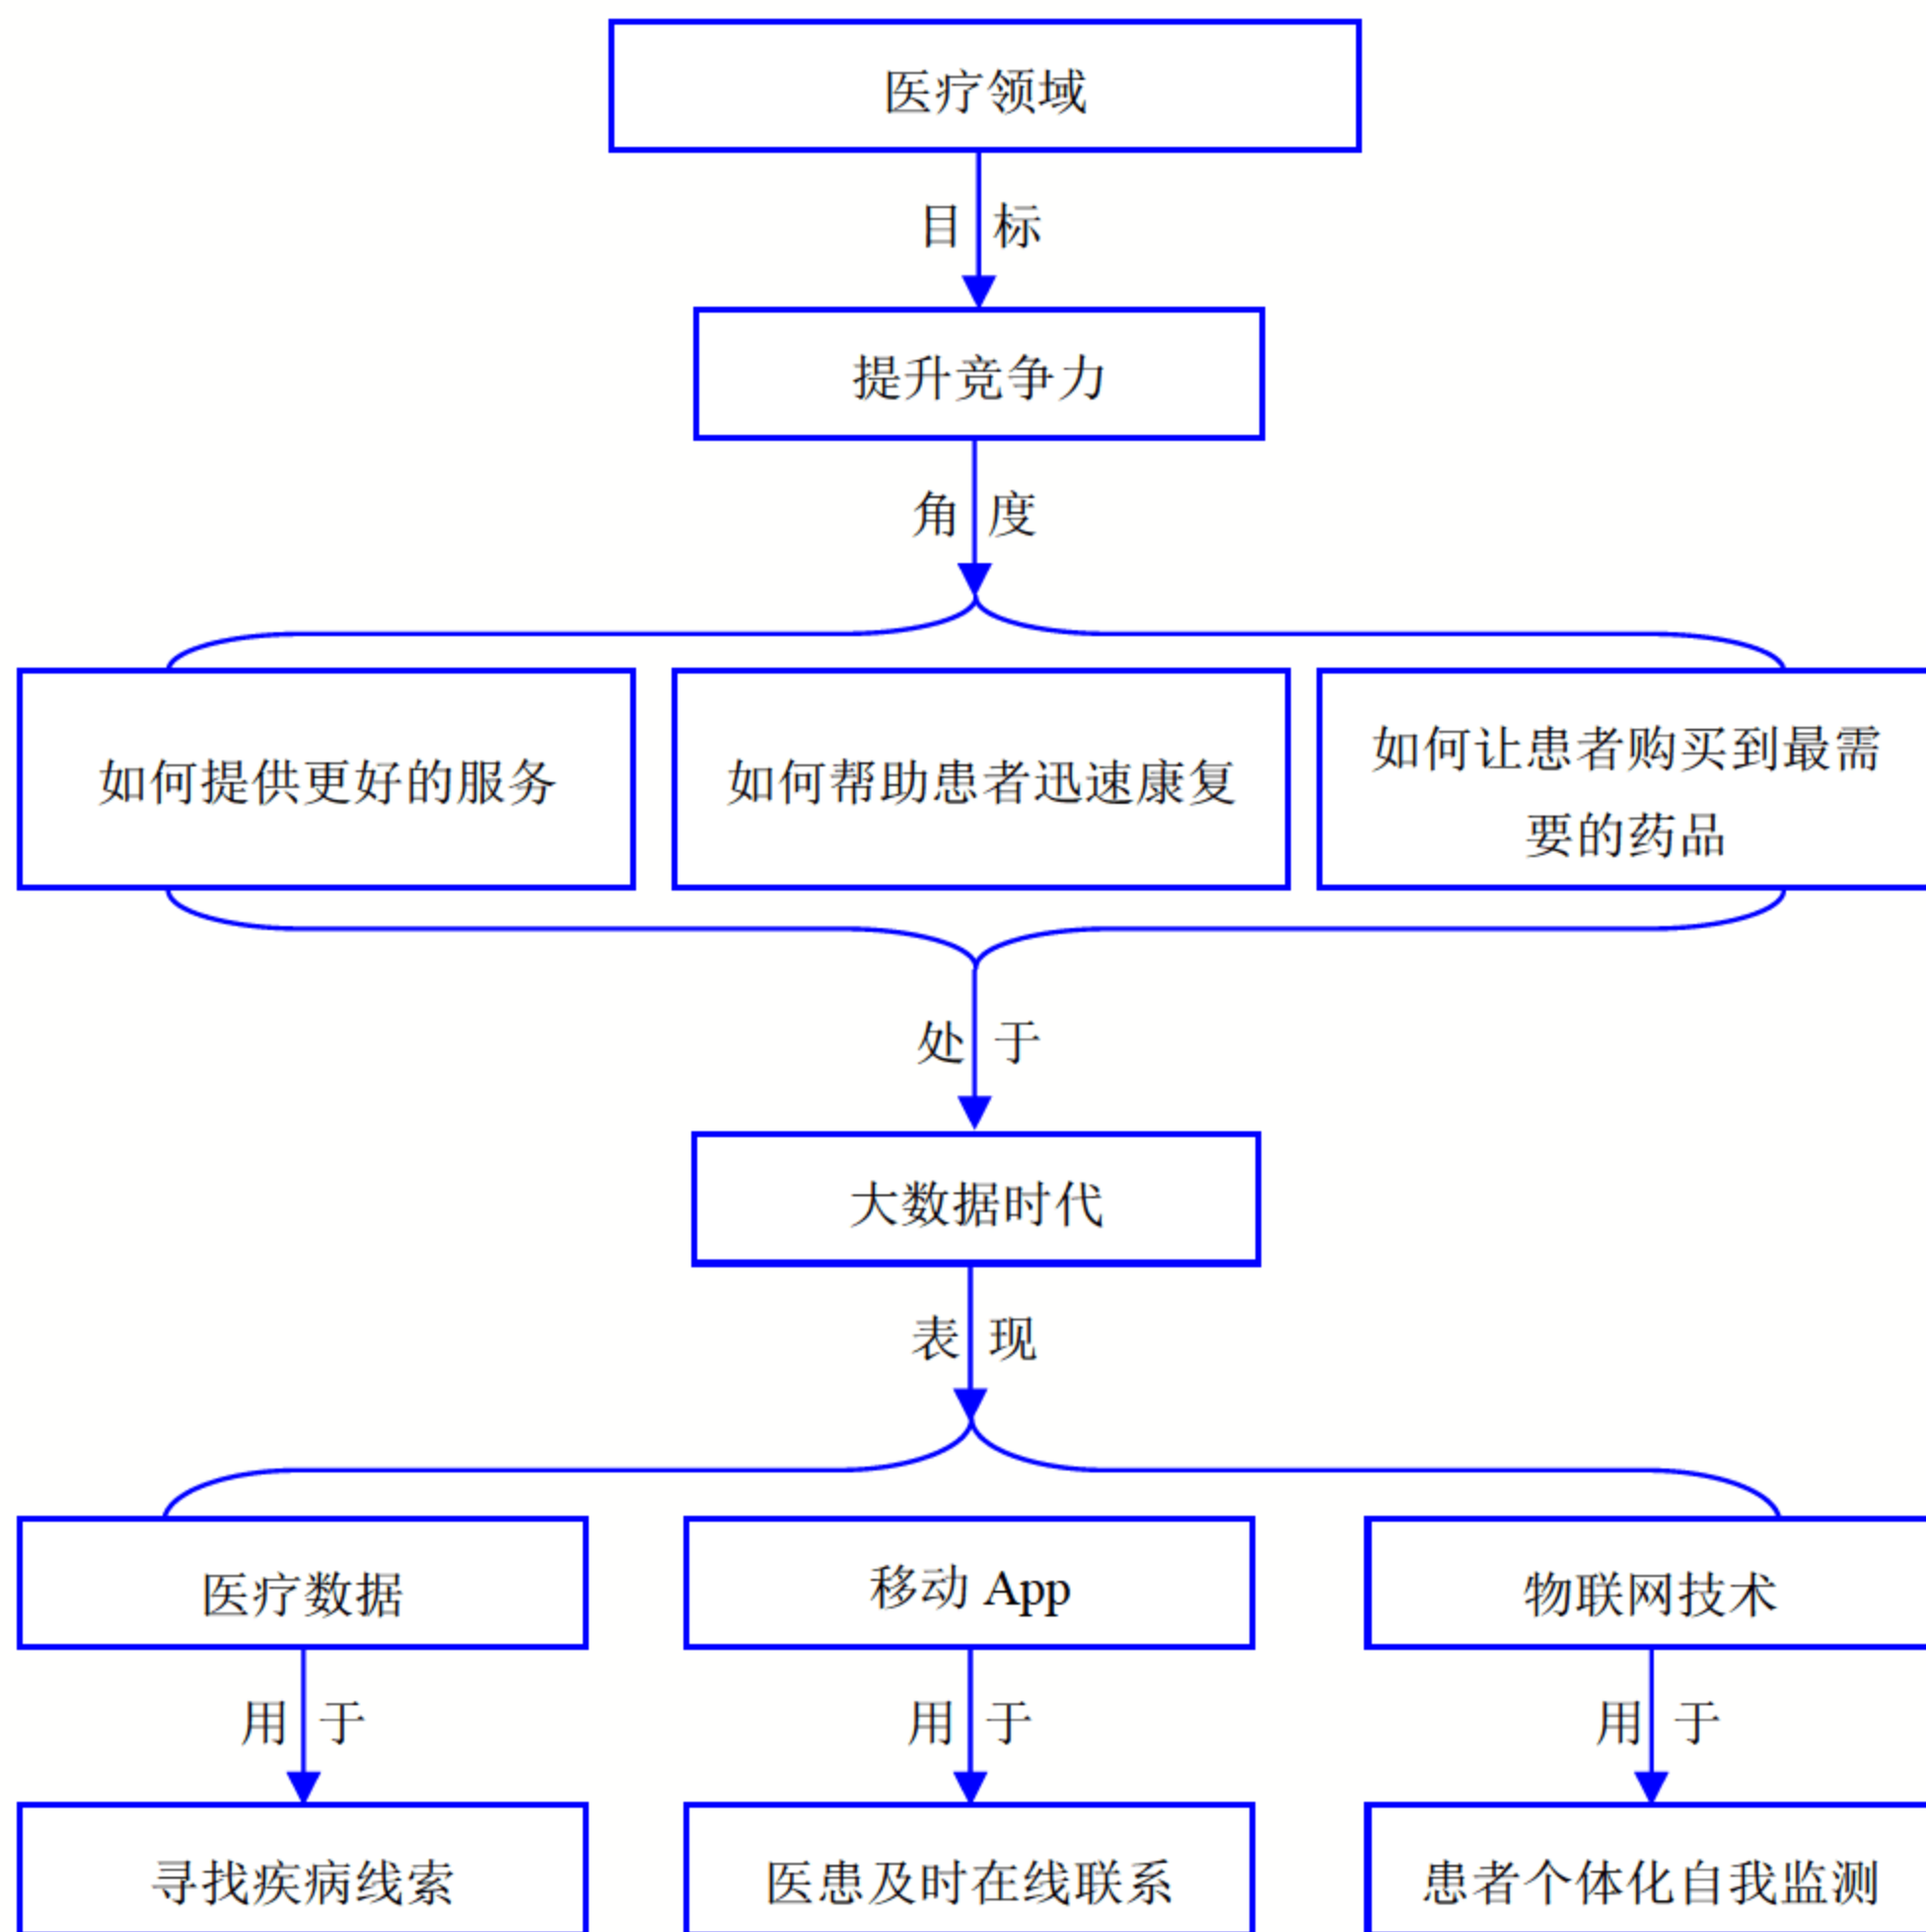 医疗领域
目标
提升竞争力
角度
如何提供更好的服务
如何帮助患者迅速康复
如何让患者购买到最需
要的药品
处于
大数据时代
表现
医疗数据
移动 App
物联网技术
用于
用于
用于
寻找疾病线索
医患及时在线联系
患者个体化自我监测